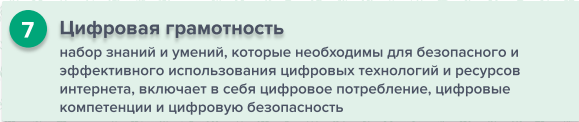 7
Цифровая грамотность
набор знаний и умений, которые необходимы для безопасного и
эффективного использования цифровых технологий и ресурсов
интернета, включает в себя цифровое потребление, цифровые
компетенции и цифровую безопасность